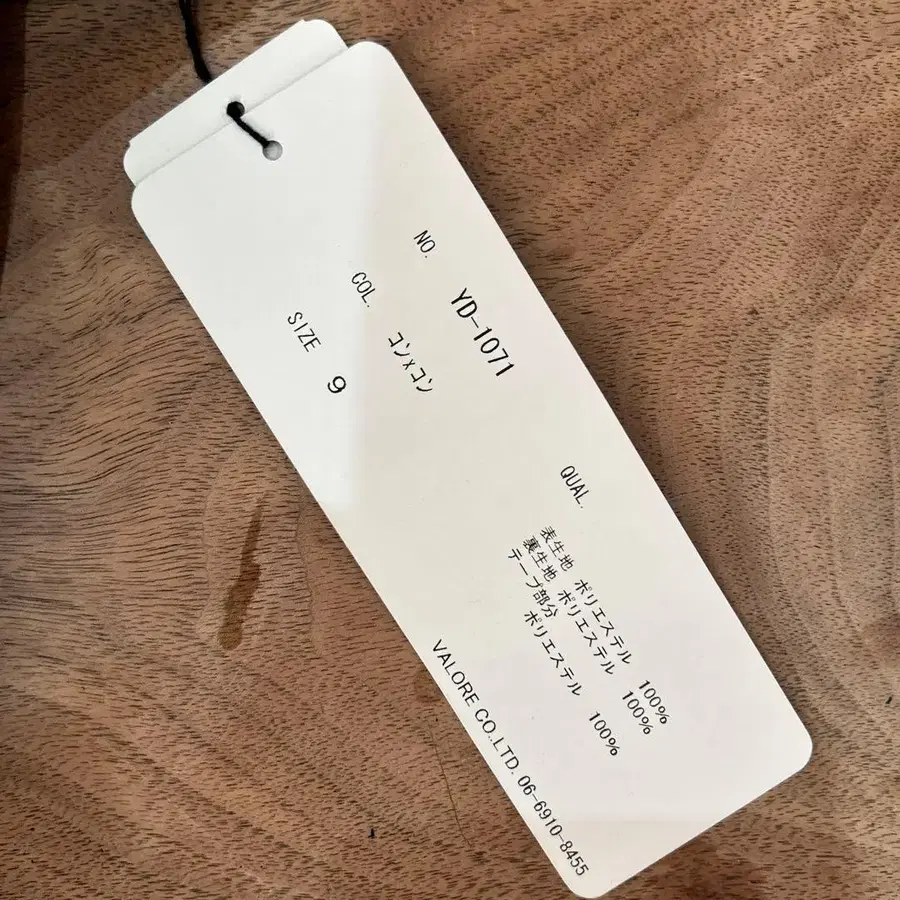 NO. YD-1071
COL. コン×コン
SIZE 9
QUAL.
表生地 ポリエステル 100%
裏生地 ポリエステル 100%
テープ部分
ポリエステル 100%
VALORE CO.,LTD. 06-6910-8455